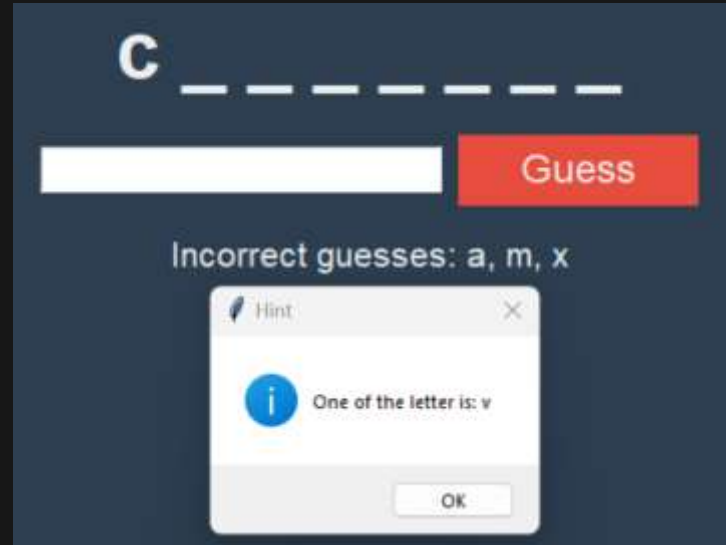 c _ _ _ _ _ _ _
Guess
Incorrect guesses: a, m, x
Hint
One of the letter is: v
OK